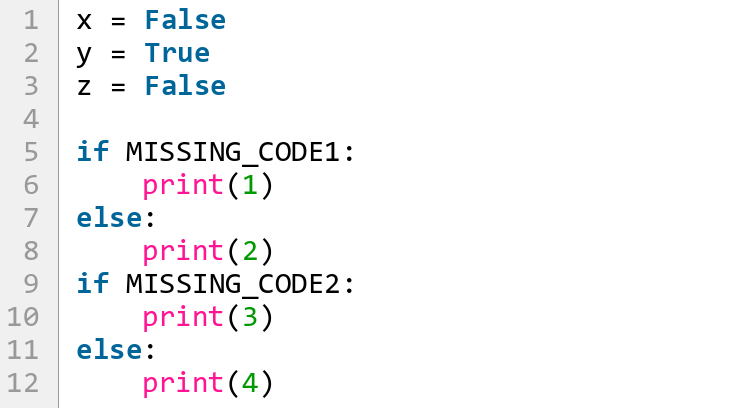 1 x = False
2 y = True
3 z = False
4
5 if MISSING_CODE1:
6     print(1)
7 else:
8     print(2)
9 if MISSING_CODE2:
10     print(3)
11 else:
12     print(4)